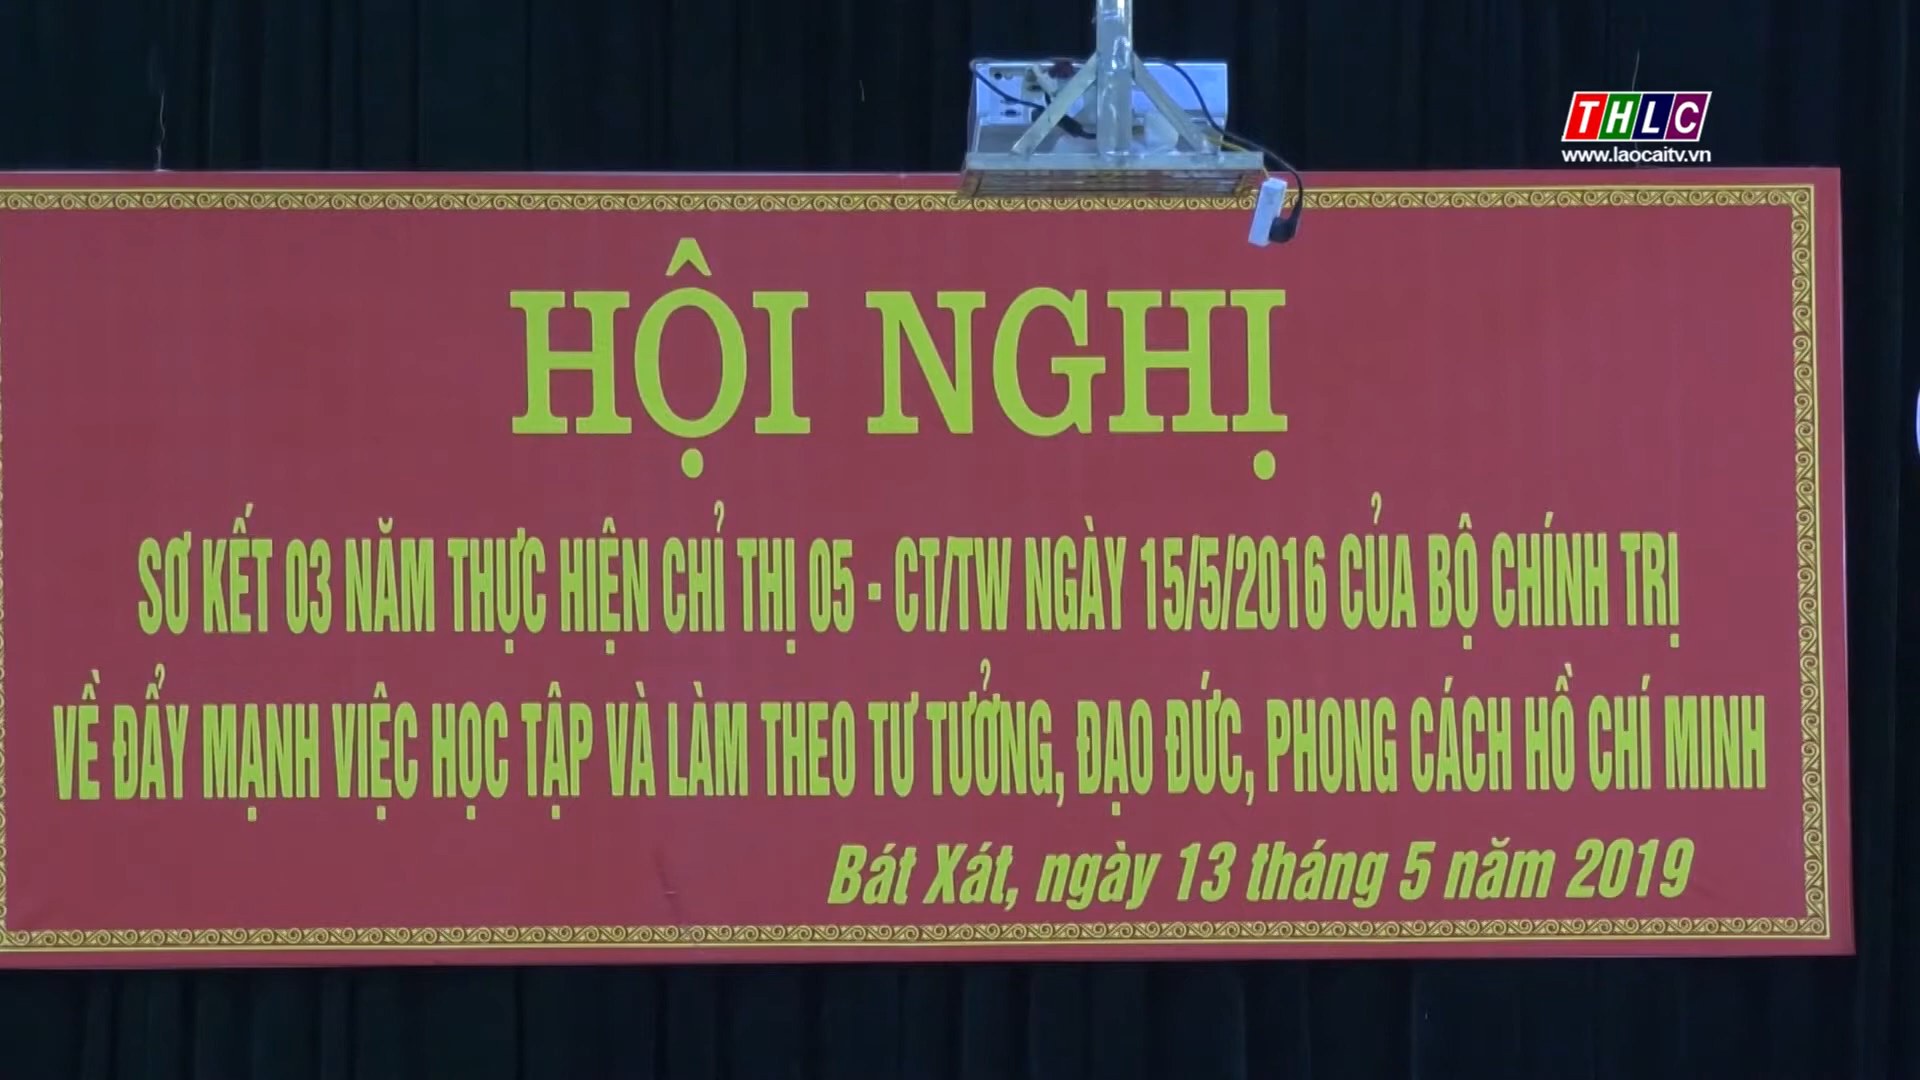 THLC
www.laocaitv.vn
HỘI NGHỊ
SƠ KẾT 03 NĂM THỰC HIỆN CHỈ THỊ 05 - CT/TW NGÀY 15/5/2016 CỦA BỘ CHÍNH TRỊ
VỀ ĐẨY MẠNH VIỆC HỌC TẬP VÀ LÀM THEO TƯ TƯỞNG, ĐẠO ĐỨC, PHONG CÁCH HỒ CHÍ MINH
Bát Xát, ngày 13 tháng 5 năm 2019